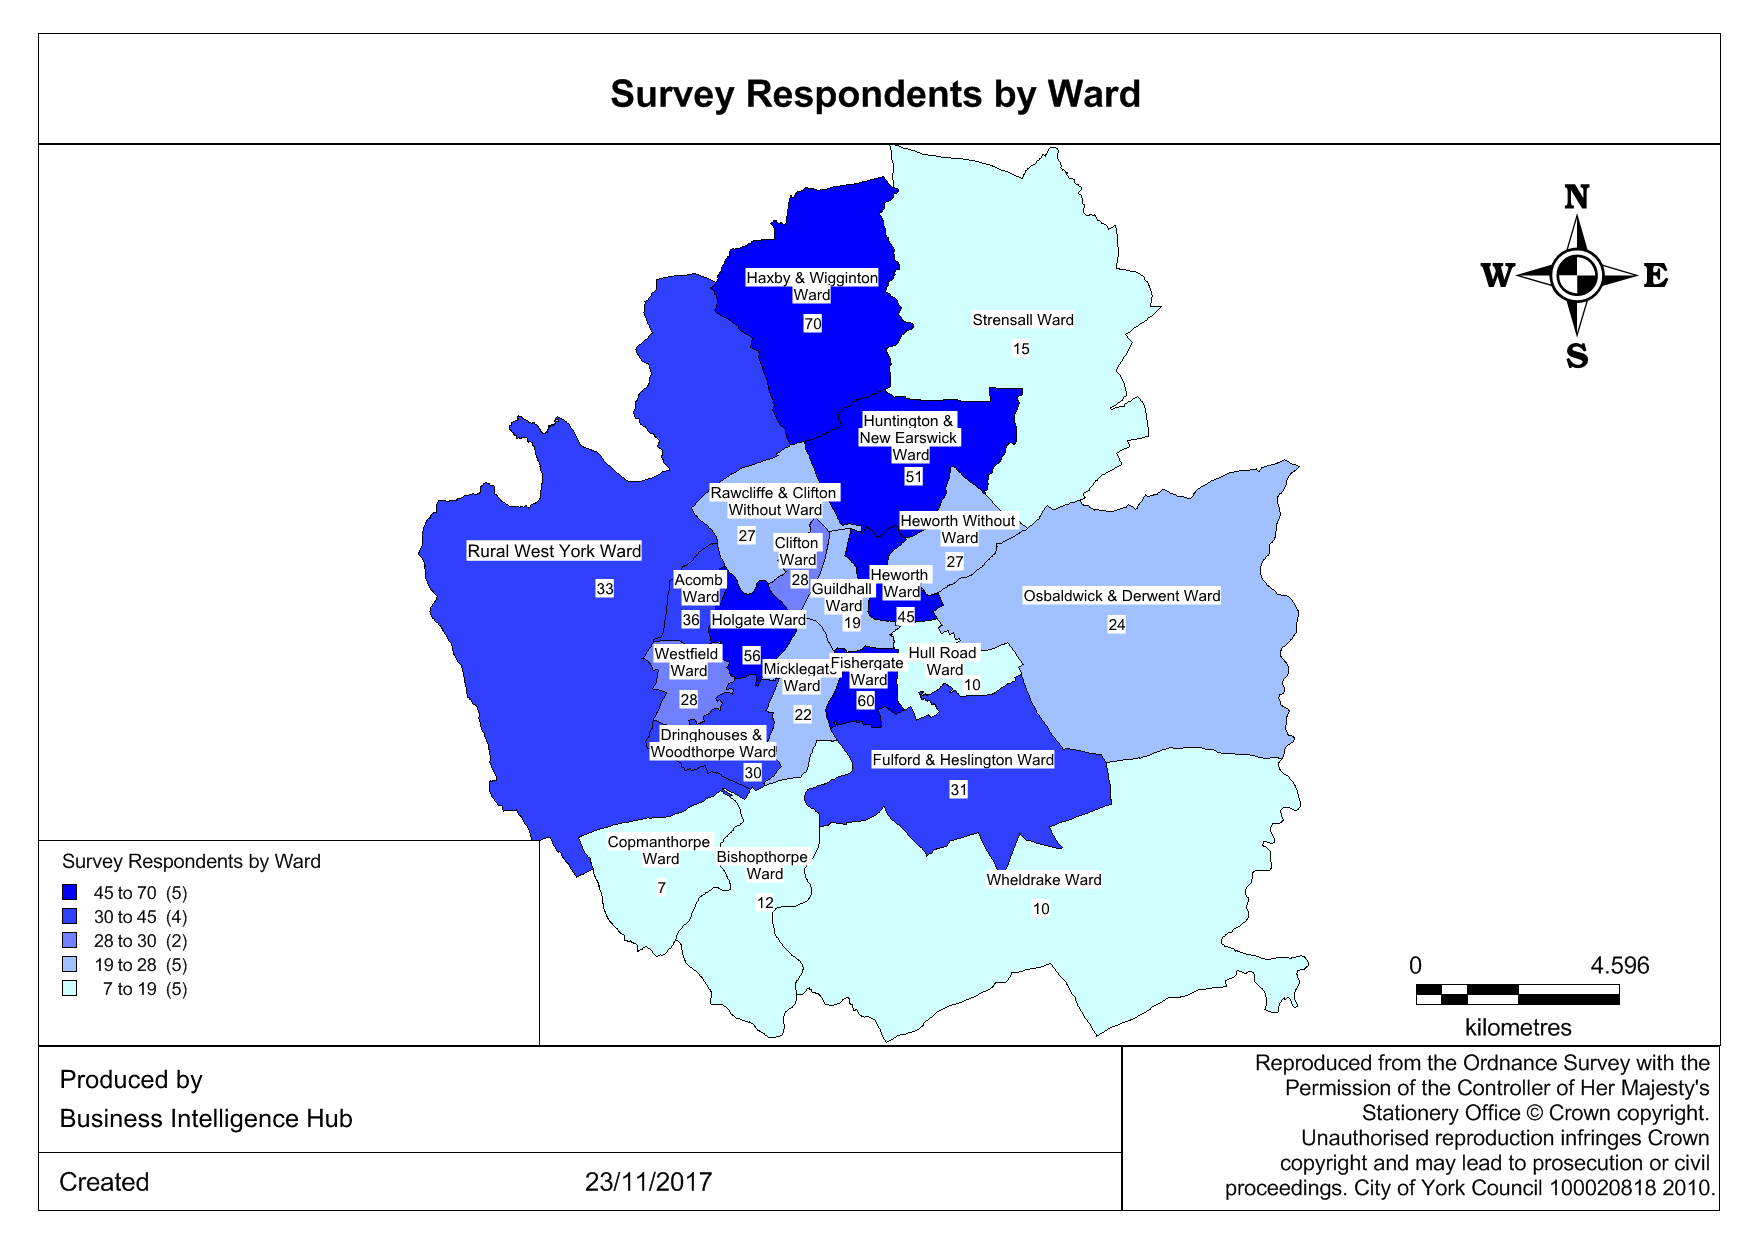 Survey Respondents by Ward
N
W E
S
Haxby & Wigginton
Ward
70
Strensall Ward
15
Huntington &
New Earswick
Ward
51
Rawcliffe & Clifton
Without Ward
27
Heworth Without
Ward
27
Clifton
Ward
28
Rural West York Ward
33
Acomb
Ward
36
Guildhall
Ward
19
Heworth
Ward
45
Osbaldwick & Derwent Ward
24
Holgate Ward
56
Westfield
Ward
28
Micklegate
Ward
22
Fishergate
Ward
60
Hull Road
Ward
10
Dringhouses &
Woodthorpe Ward
30
Fulford & Heslington Ward
31
Copmanthorpe
Ward
7
Bishopthorpe
Ward
12
Wheldrake Ward
10
Survey Respondents by Ward
45 to 70 (5)
30 to 45 (4)
28 to 30 (2)
19 to 28 (5)
7 to 19 (5)
0 4.596
kilometres
Produced by
Business Intelligence Hub
Created 23/11/2017
Reproduced from the Ordnance Survey with the
Permission of the Controller of Her Majesty's
Stationery Office © Crown copyright.
Unauthorised reproduction infringes Crown
copyright and may lead to prosecution or civil
proceedings. City of York Council 100020818 2010.